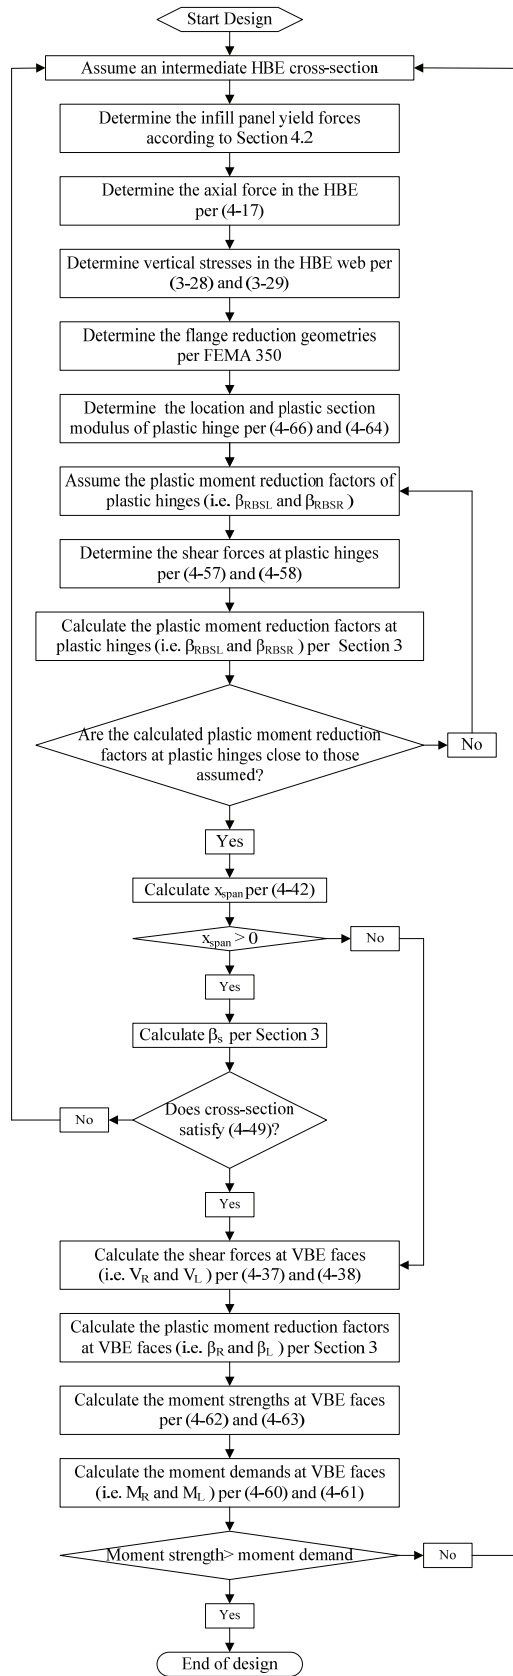 Start Design
Assume an intermediate HBE cross-section
Determine the infill panel yield forces
according to Section 4.2
Determine the axial force in the HBE
per (4-17)
Determine vertical stresses in the HBE web per
(3-28) and (3-29)
Determine the flange reduction geometries
per FEMA 350
Determine the location and plastic section
modulus of plastic hinge per (4-66) and (4-64)
Assume the plastic moment reduction factors of
plastic hinges (i.e. βRBSL and βRBSR )
Determine the shear forces at plastic hinges
per (4-57) and (4-58)
Calculate the plastic moment reduction factors at
plastic hinges (i.e. βRBSL and βRBSR ) per Section 3
Are the calculated plastic moment reduction
factors at plastic hinges close to those
assumed?
No
Yes
Calculate xspan per (4-42)
xspan > 0
No
Yes
Calculate βs per Section 3
Does cross-section
satisfy (4-49)?
No
Yes
Calculate the shear forces at VBE faces
(i.e. VR and VL ) per (4-37) and (4-38)
Calculate the plastic moment reduction factors
at VBE faces (i.e. βR and βL ) per Section 3
Calculate the moment strengths at VBE faces
per (4-62) and (4-63)
Calculate the moment demands at VBE faces
(i.e. MR and ML ) per (4-60) and (4-61)
Moment strength> moment demand
No
Yes
End of design